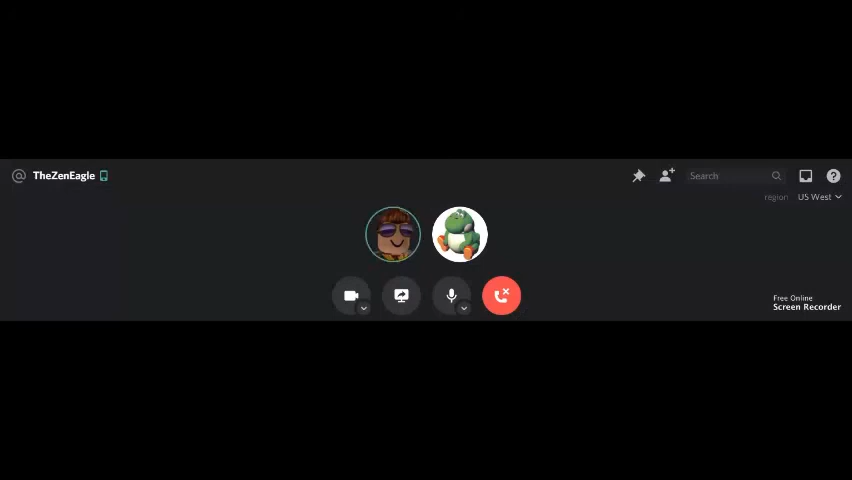 TheZenEagle
Search
region US West
Free Online
Screen Recorder